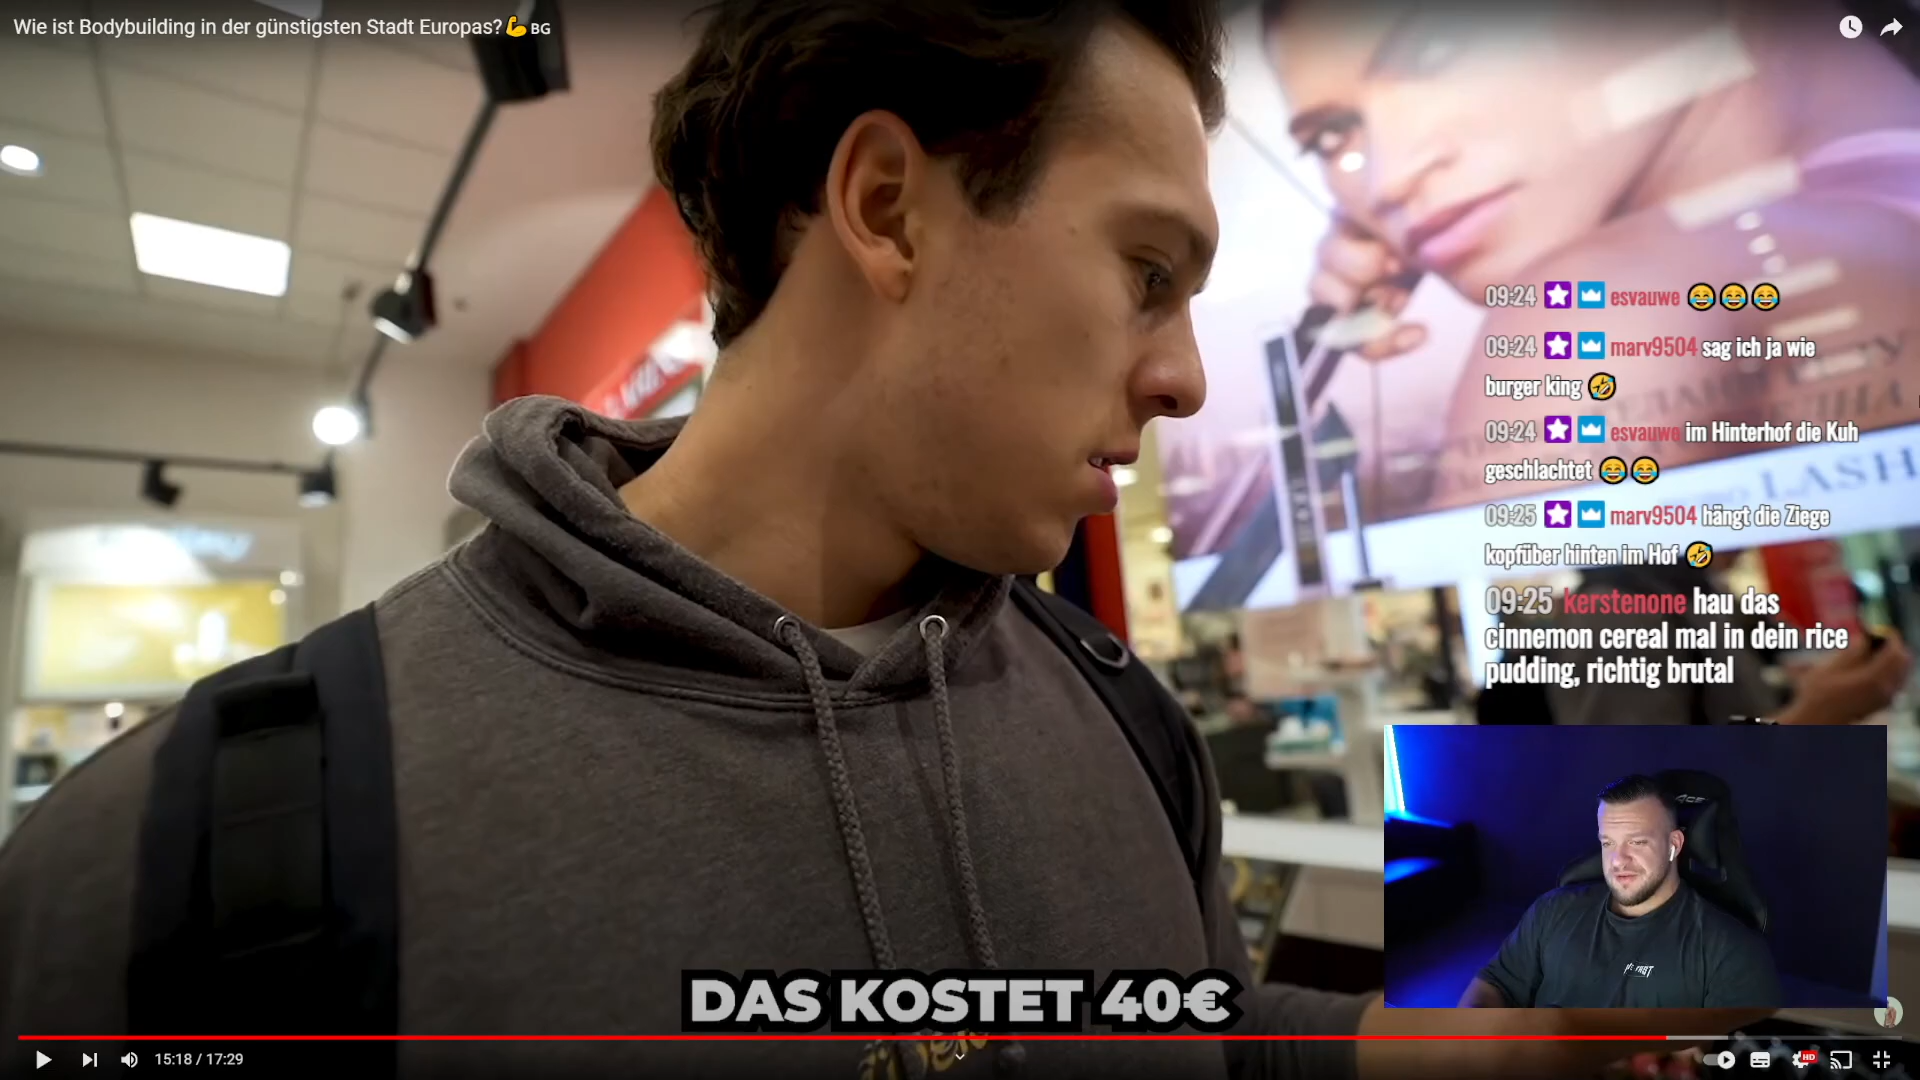 Wie ist Bodybuilding in der günstigsten Stadt Europas?💪BG
09:24 esvauwe 😂😂😂
09:24 marv9504 sag ich ja wie
burger king 🤣
09:24 esvauwe im Hinterhof die Kuh
geschlachtet 😂😂
09:25 marv9504 hängt die Ziege
kopfüber hinten im Hof 🤣
09:25 kerstenone hau das
cinnemon cereal mal in dein rice
pudding, richtig brutal
LASH
DAS KOSTET 40€
15:18 / 17:29
HD